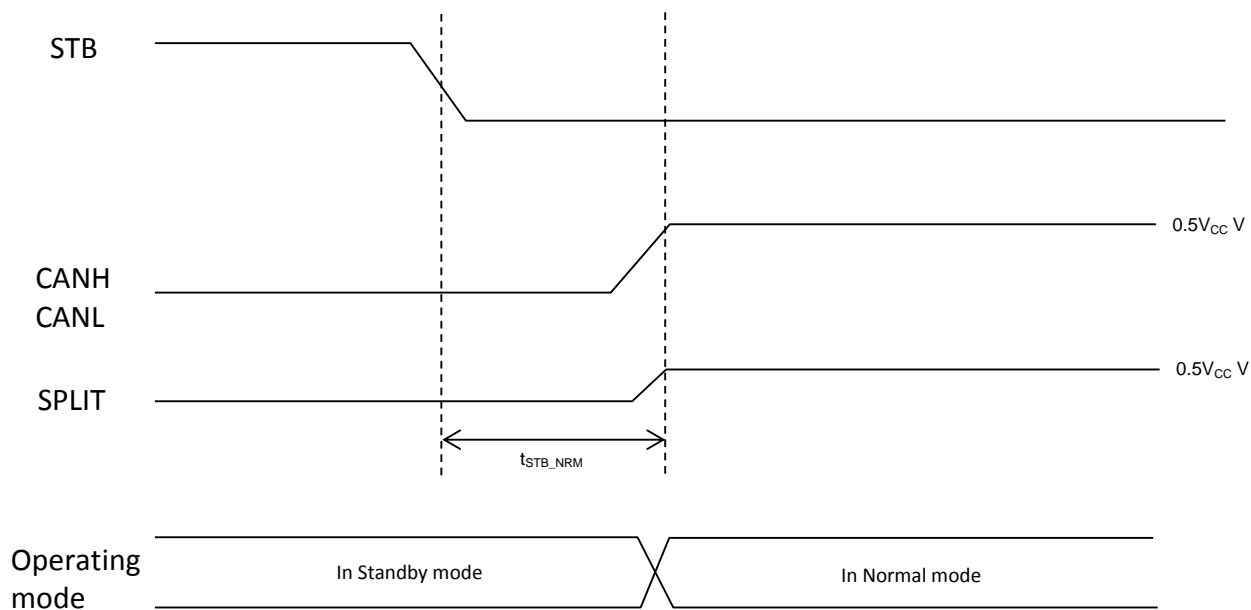 STB
0.5VCC V
CANH
CANL
0.5VCC V
SPLIT
tSTB_NRM
Operating
mode
In Standby mode
In Normal mode